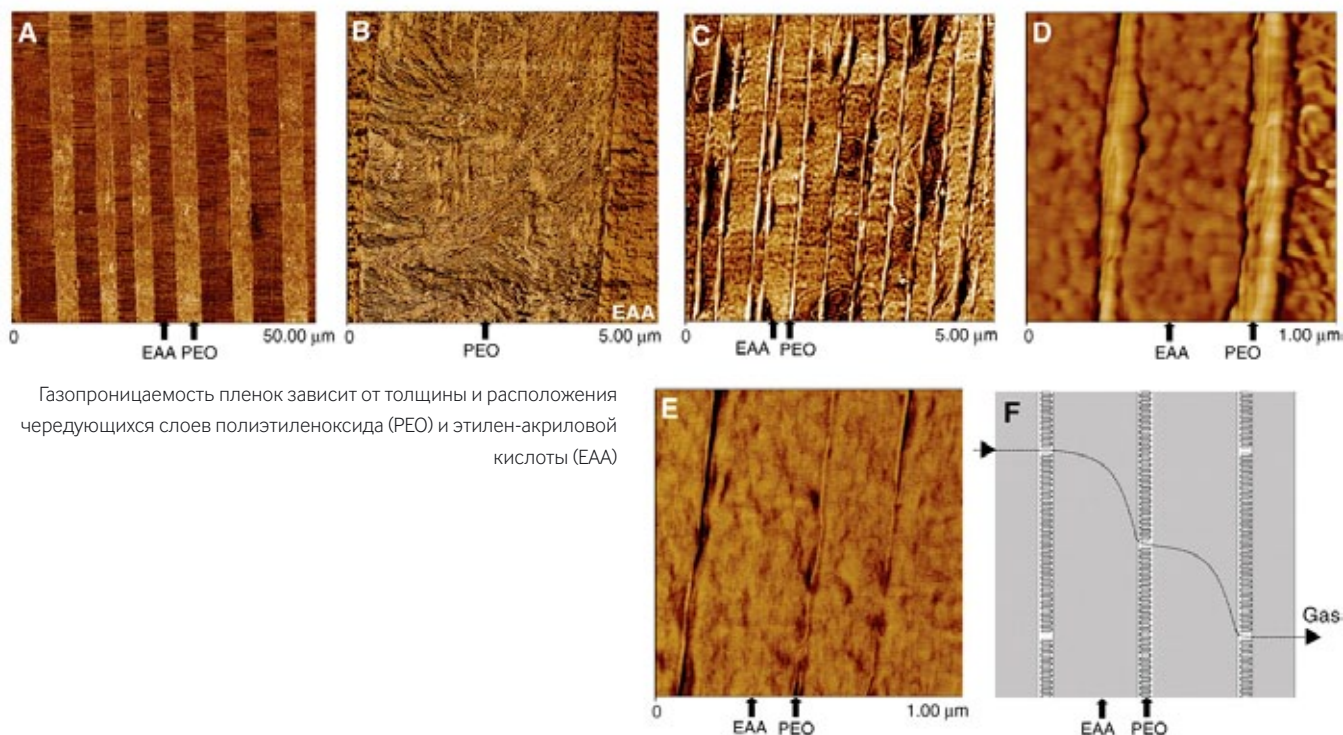 A
B
C
D
EAA
0
50.00 µm
EAA PEO
0
5.00 µm
PEO
0
5.00 µm
EAA PEO
0
1.00 µm
EAA PEO
Газопроницаемость пленок зависит от толщины и расположения
чередующихся слоев полиэтиленоксида (PEO) и этилен-акриловой
кислоты (EAA)
E
F
Gas
0
1.00 µm
EAA PEO
EAA PEO